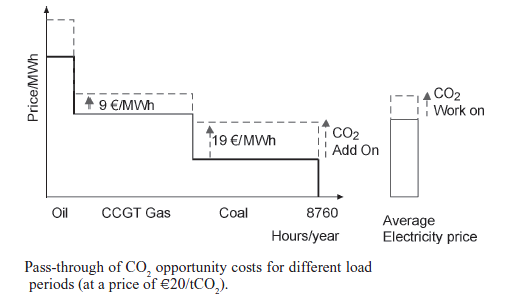 Price/MWh
9 €/MWh
19 €/MWh
CO₂
Add On
CO₂
Work on
Oil
CCGT Gas
Coal
8760
Hours/year
Average
Electricity price
Pass-through of CO₂ opportunity costs for different load
periods (at a price of €20/tCO₂).